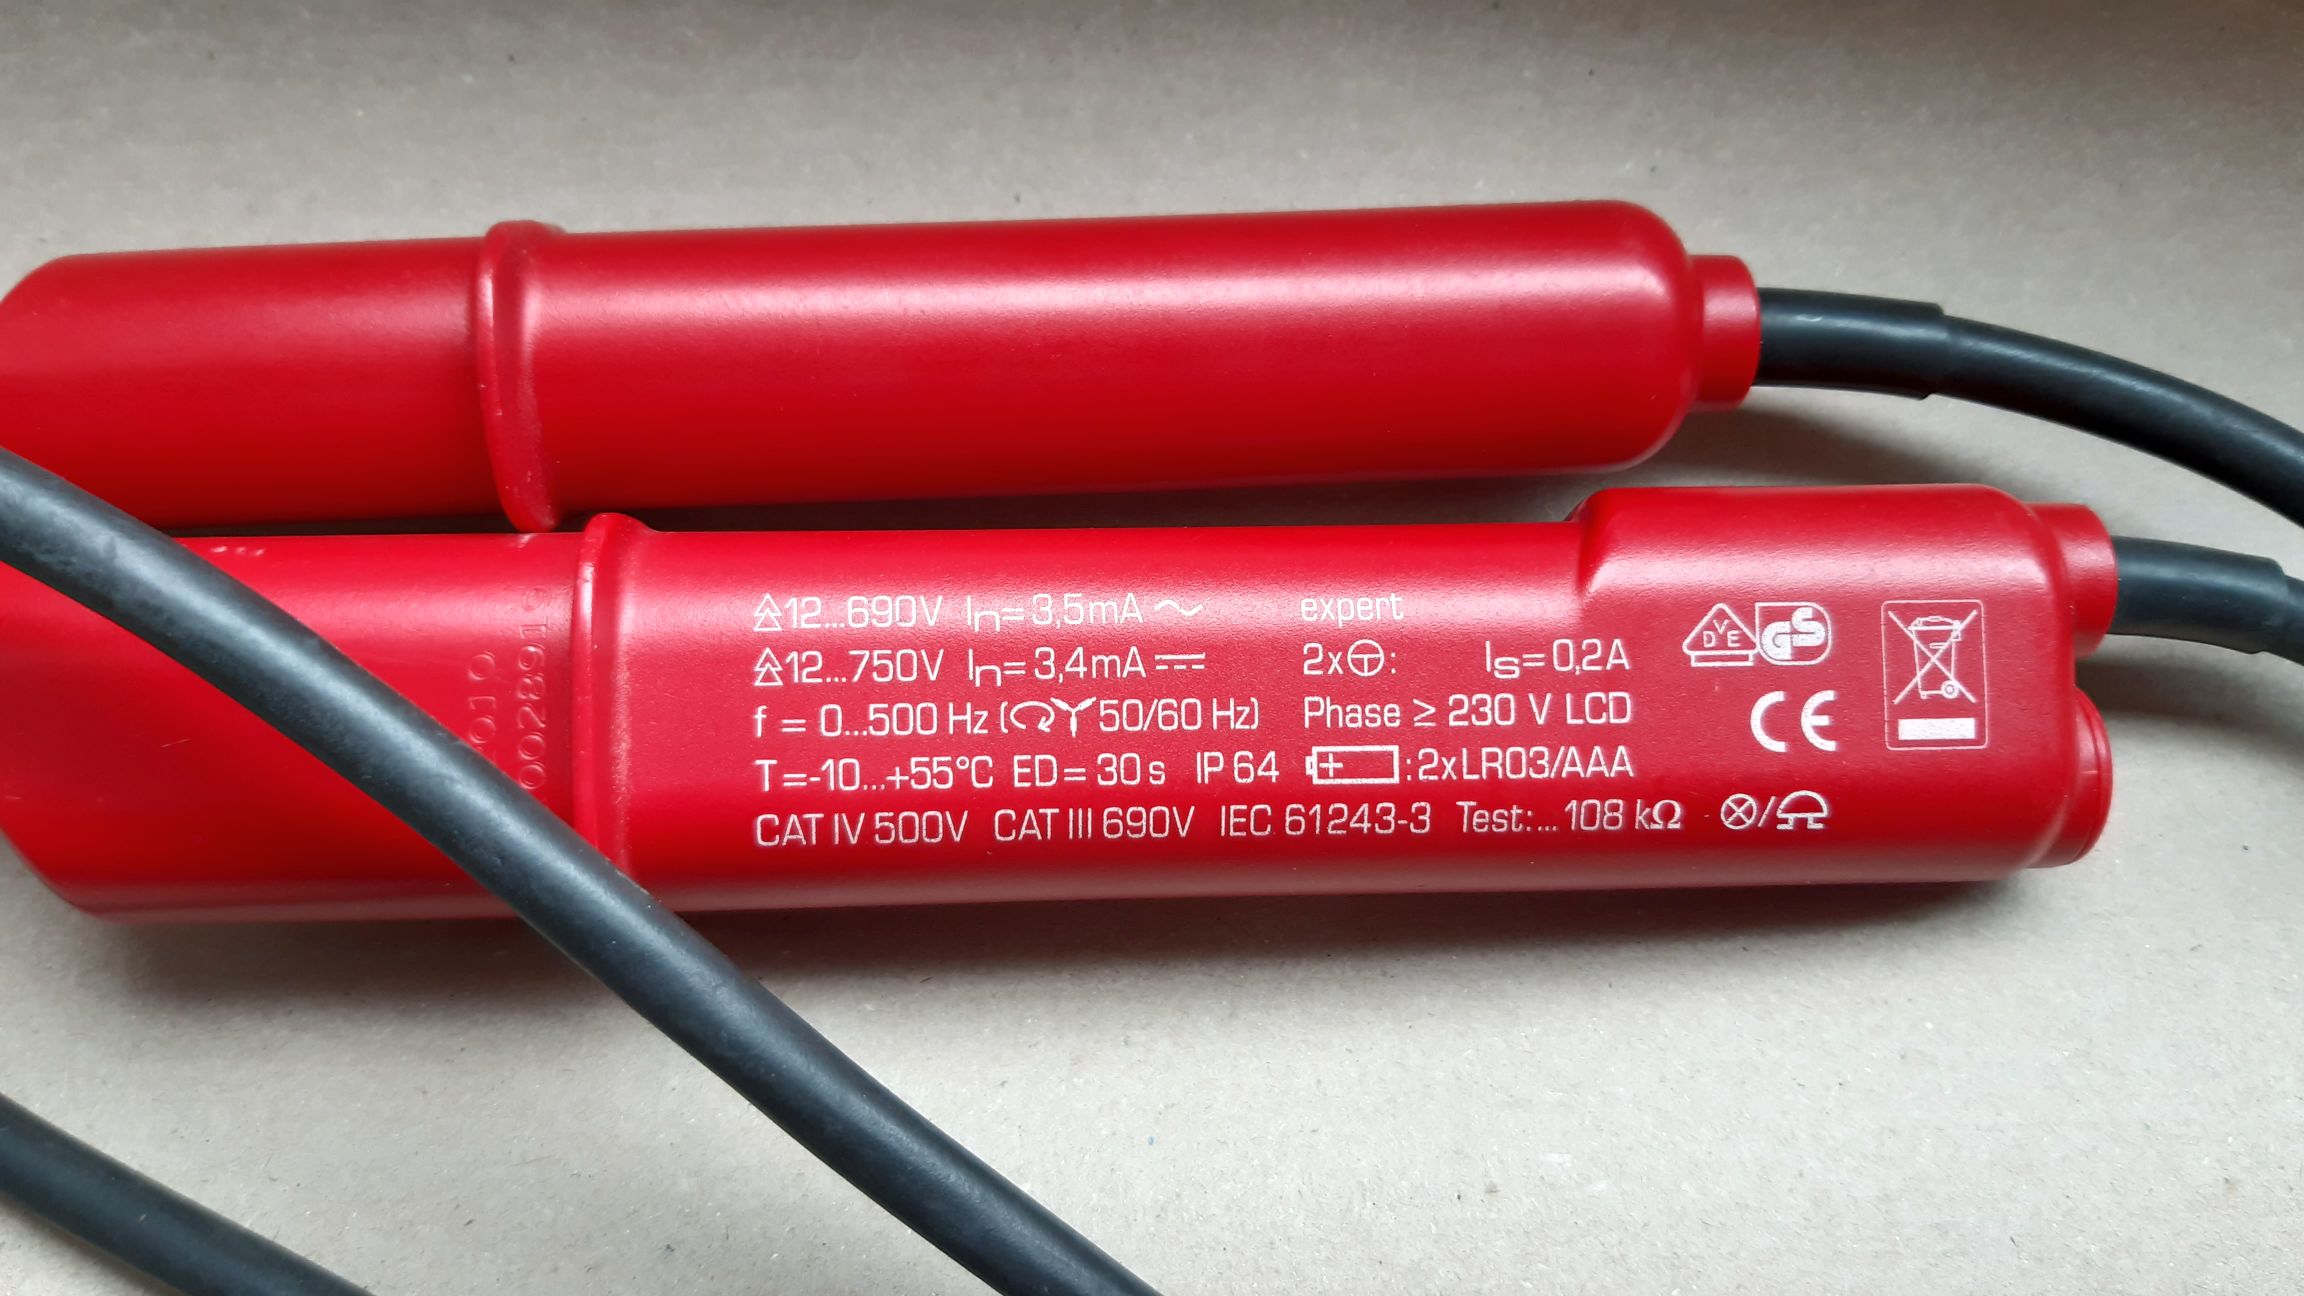 12...690V In=3,5mA ~ expert
12...750V In=3,4mA ⎓ 2x: Is=0,2A
f = 0...500 Hz (50/60 Hz) Phase ≥ 230 V LCD
T=-10...+55°C ED=30s IP 64 + :2xLR03/AAA
CAT IV 500V CAT III 690V IEC 61243-3 Test:...108 kΩ /
DVE GS
CE